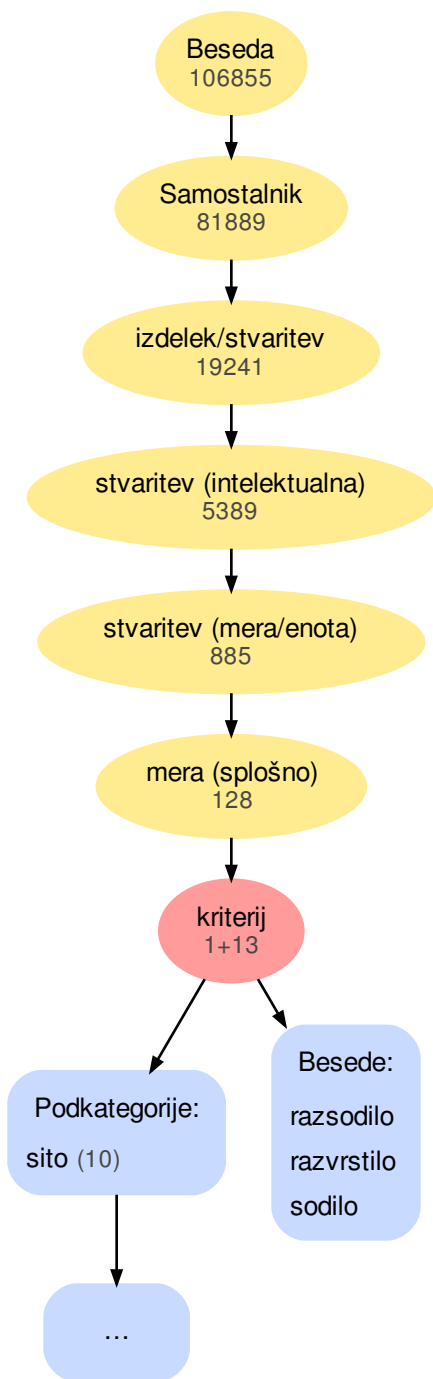 Beseda
106855
Samostalnik
81889
izdelek/stvaritev
19241
stvaritev (intelektualna)
5389
stvaritev (mera/enota)
885
mera (splošno)
128
kriterij
1+13
Podkategorije:
sito (10)
Besede:
razsodilo
razvrstilo
sodilo
…